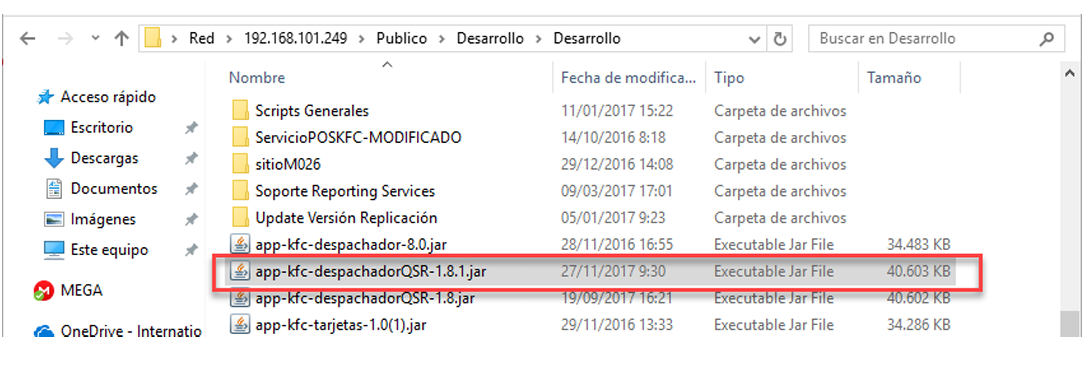 Red > 192.168.101.249 > Publico > Desarrollo > Desarrollo
Buscar en Desarrollo
Nombre Fecha de modifica... Tipo Tamaño
Acceso rápido
Escritorio
Descargas
Documentos
Imágenes
Este equipo
MEGA
OneDrive - Internatio
Scripts Generales 11/01/2017 15:22 Carpeta de archivos
ServicioPOSKFC-MODIFICADO 14/10/2016 8:18 Carpeta de archivos
sitioM026 29/12/2016 14:08 Carpeta de archivos
Soporte Reporting Services 09/03/2017 17:01 Carpeta de archivos
Update Versión Replicación 05/01/2017 9:23 Carpeta de archivos
app-kfc-despachador-8.0.jar 28/11/2016 16:55 Executable Jar File 34.483 KB
app-kfc-despachadorQSR-1.8.1.jar 27/11/2017 9:30 Executable Jar File 40.603 KB
app-kfc-despachadorQSR-1.8.jar 19/09/2017 16:21 Executable Jar File 40.602 KB
app-kfc-tarjetas-1.0(1).jar 29/11/2016 13:33 Executable Jar File 34.286 KB